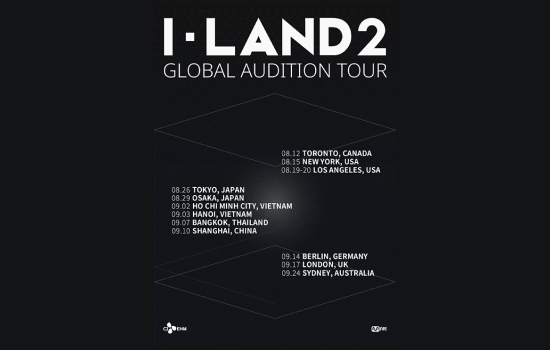 I·LAND2
GLOBAL AUDITION TOUR
08.12 TORONTO, CANADA
08.15 NEW YORK, USA
08.19-20 LOS ANGELES, USA
08.26 TOKYO, JAPAN
08.29 OSAKA, JAPAN
09.02 HO CHI MINH CITY, VIETNAM
09.03 HANOI, VIETNAM
09.07 BANGKOK, THAILAND
09.10 SHANGHAI, CHINA
09.14 BERLIN, GERMANY
09.17 LONDON, UK
09.24 SYDNEY, AUSTRALIA
CJ ENM
Mnet